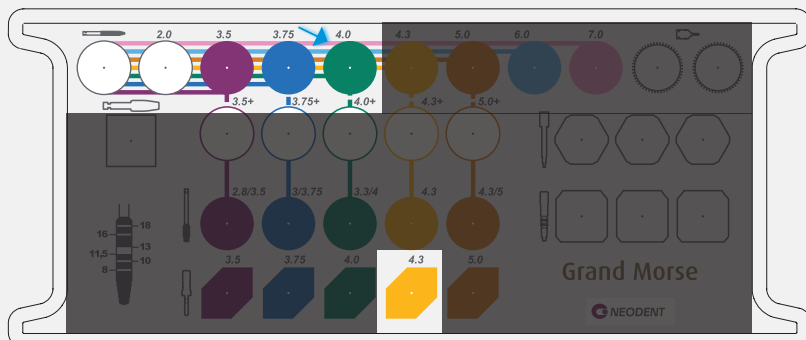 2.0 3.5 3.75 4.0 4.3 5.0 6.0 7.0
3.5+ 3.75+ 4.0+ 4.3+ 5.0+
2.8/3.5 3/3.75 3.3/4 4.3 4.3/5
18
16
13
11,5
10
8
3.5 3.75 4.0 4.3 5.0
Grand Morse
NEODENT